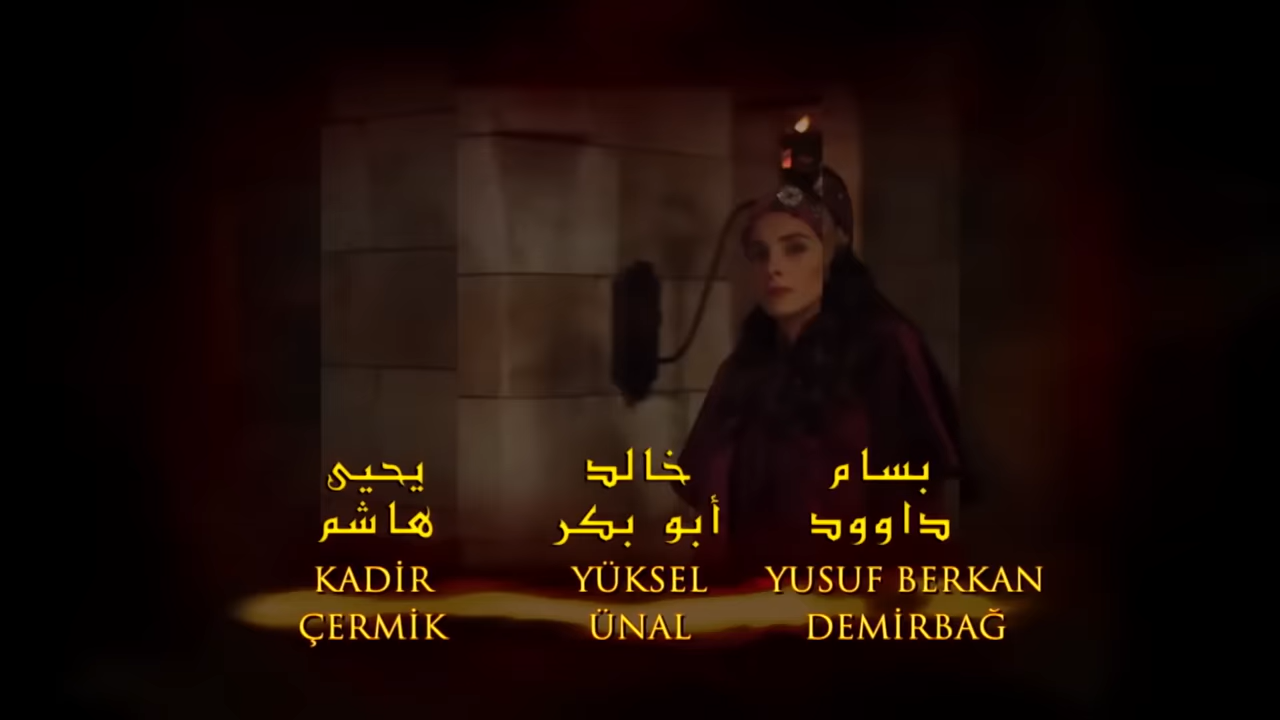 يحيى
هاشم
KADİR
ÇERMİK
خالد
أبو بكر
YÜKSEL
ÜNAL
بسام
داوود
YUSUF BERKAN
DEMİRBAĞ